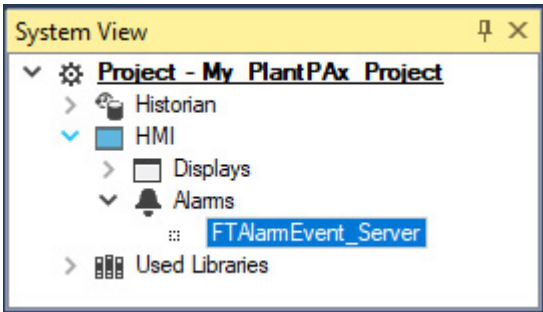 System View
Project - My_PlantPAx_Project
Historian
HMI
Displays
Alarms
FTAlarmEvent_Server
Used Libraries